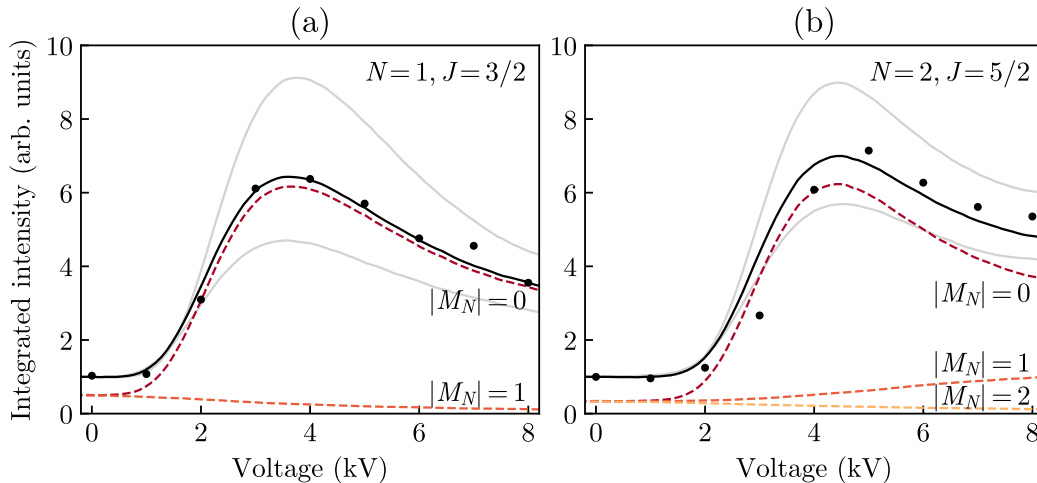 (a)
(b)
Integrated intensity (arb. units)
10
8
6
4
2
0
N = 1, J = 3/2
|M_N| = 0
|M_N| = 1
0 2 4 6 8
Voltage (kV)
10
8
6
4
2
0
N = 2, J = 5/2
|M_N| = 0
|M_N| = 1
|M_N| = 2
0 2 4 6 8
Voltage (kV)